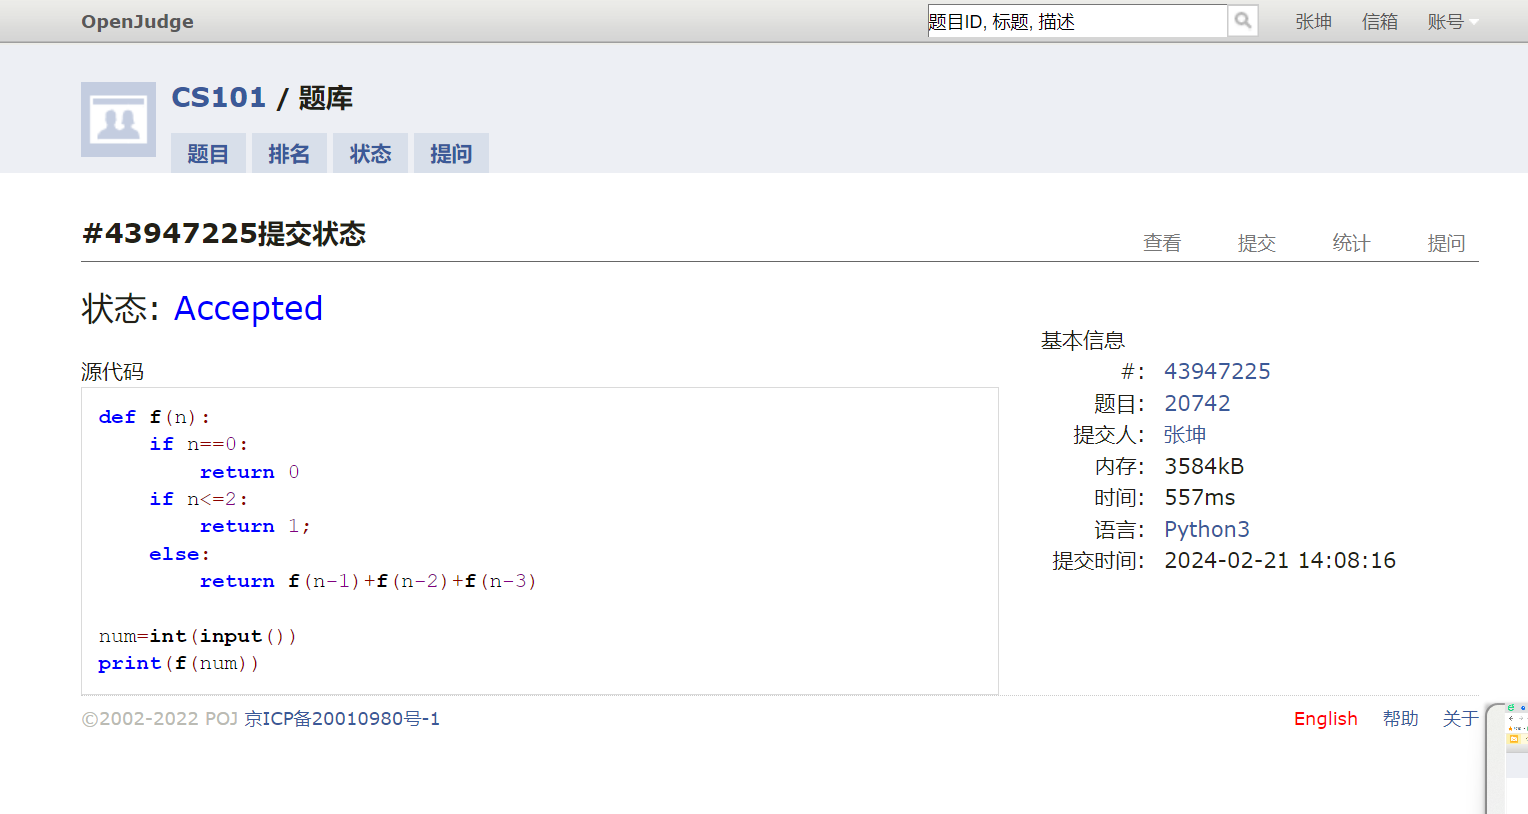 OpenJudge
题目ID, 标题, 描述
张坤 信箱 账号
CS101 / 题库
题目 排名 状态 提问
#43947225提交状态
查看 提交 统计 提问
状态: Accepted
基本信息
源代码
#: 43947225
题目: 20742
提交人: 张坤
内存: 3584kB
时间: 557ms
语言: Python3
提交时间: 2024-02-21 14:08:16
def f(n):
    if n==0:
        return 0
    if n<=2:
        return 1;
    else:
        return f(n-1)+f(n-2)+f(n-3)
num=int(input())
print(f(num))
©2002-2022 POJ 京ICP备20010980号-1
English 帮助 关于